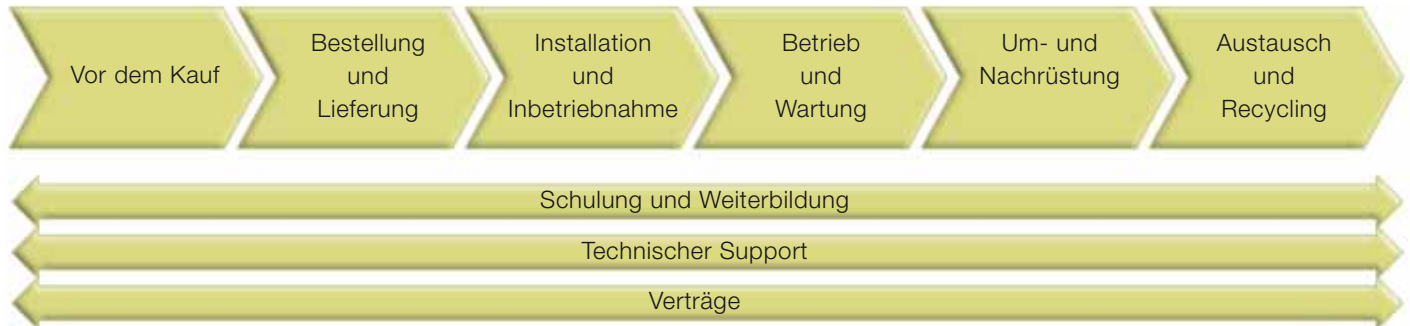 Vor dem Kauf
Bestellung
und
Lieferung
Installation
und
Inbetriebnahme
Betrieb
und
Wartung
Um- und
Nachrüstung
Austausch
und
Recycling
Schulung und Weiterbildung
Technischer Support
Verträge